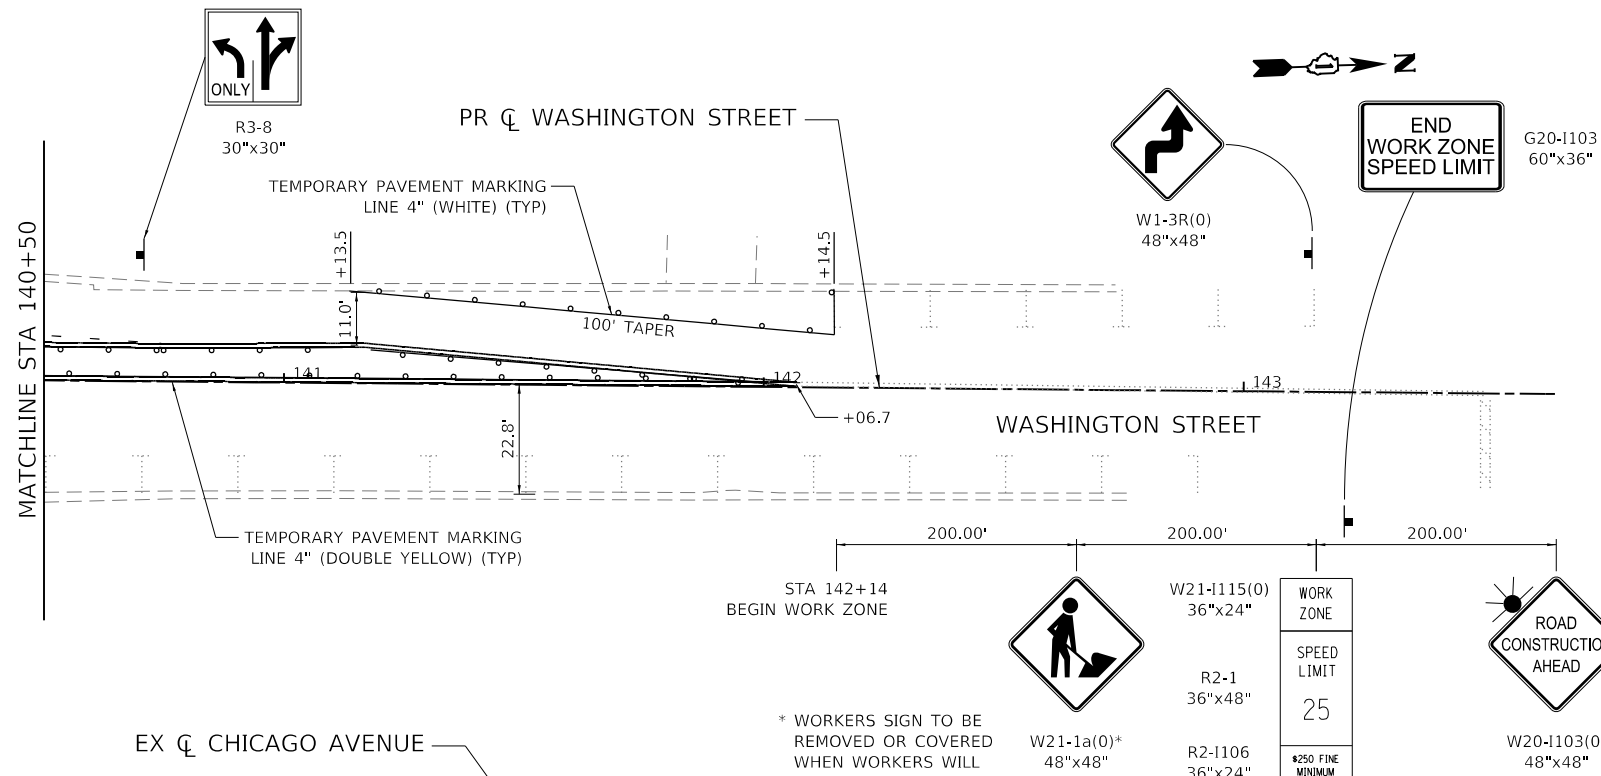 ONLY
R3-8
30"x30"
PR ℄ WASHINGTON STREET
N
END
WORK ZONE
SPEED LIMIT
G20-I103
60"x36"
W1-3R(0)
48"x48"
TEMPORARY PAVEMENT MARKING
LINE 4" (WHITE) (TYP)
MATCHLINE STA 140+50
+13.5
+14.5
11.0'
100' TAPER
141
142
143
+06.7
WASHINGTON STREET
22.8'
TEMPORARY PAVEMENT MARKING
LINE 4" (DOUBLE YELLOW) (TYP)
200.00'
200.00'
200.00'
STA 142+14
BEGIN WORK ZONE
W21-I115(0)
36"x24"
WORK
ZONE
SPEED
LIMIT
25
R2-1
36"x48"
ROAD
CONSTRUCTIO
AHEAD
* WORKERS SIGN TO BE
REMOVED OR COVERED
WHEN WORKERS WILL
W21-1a(0)*
48"x48"
R2-I106
36"x24"
$250 FINE
MINIMUM
W20-I103(0
48"x48"
EX ℄ CHICAGO AVENUE